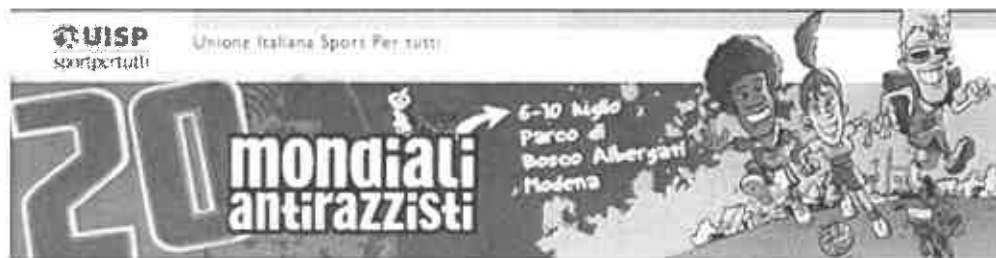 UISP
sportpertutti
Unione Italiana Sport Per tutti
20
mondiali
antirazzisti
6-10 luglio
Parco di
Bosco Albergati
Modena